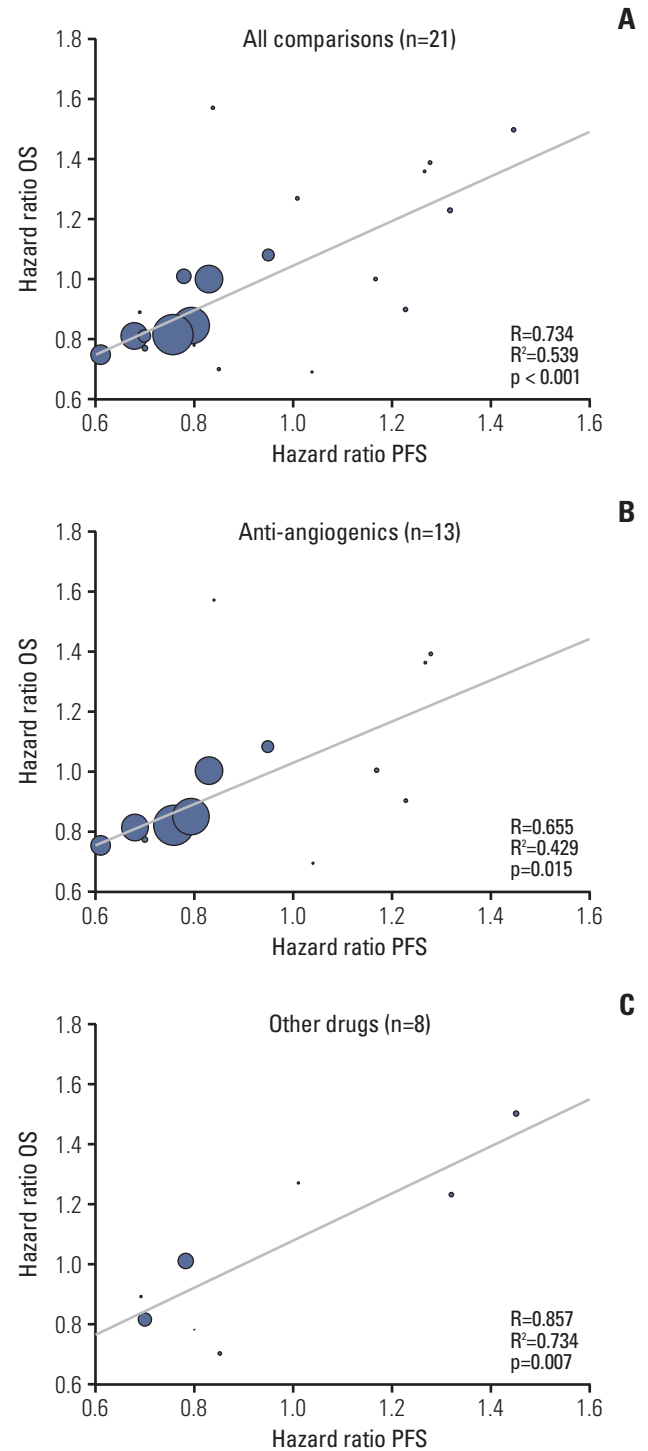 A
All comparisons (n=21)
Hazard ratio OS
1.8
1.6
1.4
1.2
1.0
0.8
0.6
R=0.734
R²=0.539
p < 0.001
0.6 0.8 1.0 1.2 1.4 1.6
Hazard ratio PFS
B
Anti-angiogenics (n=13)
Hazard ratio OS
1.8
1.6
1.4
1.2
1.0
0.8
0.6
R=0.655
R²=0.429
p=0.015
0.6 0.8 1.0 1.2 1.4 1.6
Hazard ratio PFS
C
Other drugs (n=8)
Hazard ratio OS
1.8
1.6
1.4
1.2
1.0
0.8
0.6
R=0.857
R²=0.734
p=0.007
0.6 0.8 1.0 1.2 1.4 1.6
Hazard ratio PFS